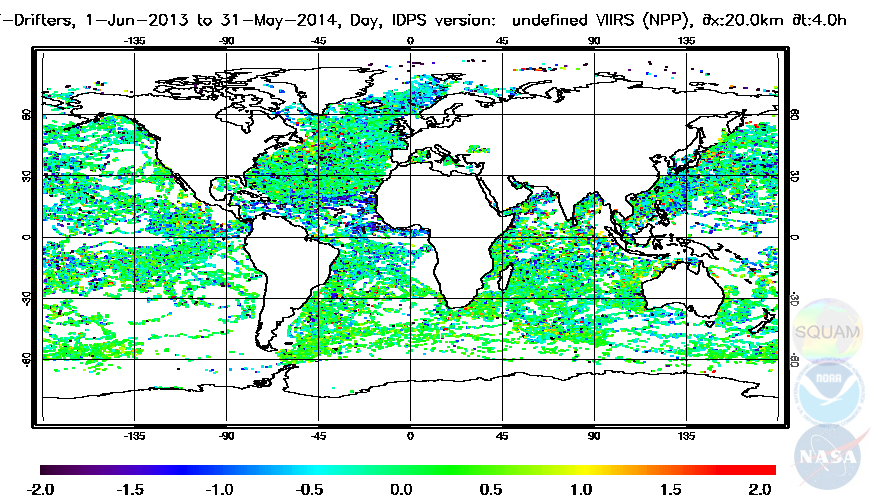 -Drifters, 1-Jun-2013 to 31-May-2014, Day, IDPS version: undefined VIIRS (NPP), ∂x:20.0km ∂t:4.0h
-135 -90 -45 0 45 90 135
60 60
30 30
0 0
-30 -30
-60 -60
-135 -90 -45 0 45 90 135
SQUAM
NOAA
NASA
-2.0 -1.5 -1.0 -0.5 0.0 0.5 1.0 1.5 2.0